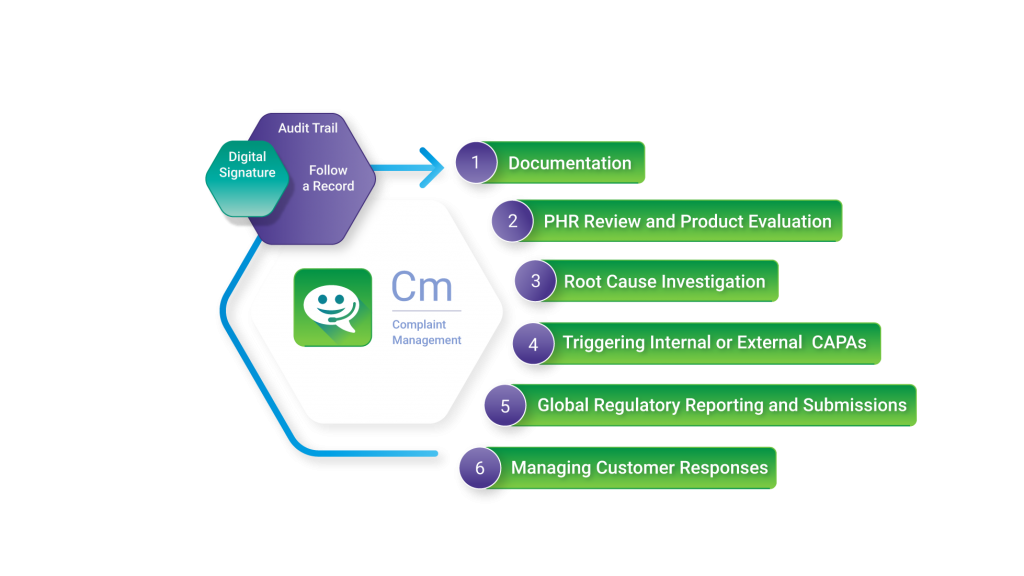 Audit Trail
Digital
Signature
Follow
a Record
Cm
Complaint
Management
1 Documentation
2 PHR Review and Product Evaluation
3 Root Cause Investigation
4 Triggering Internal or External CAPAs
5 Global Regulatory Reporting and Submissions
6 Managing Customer Responses